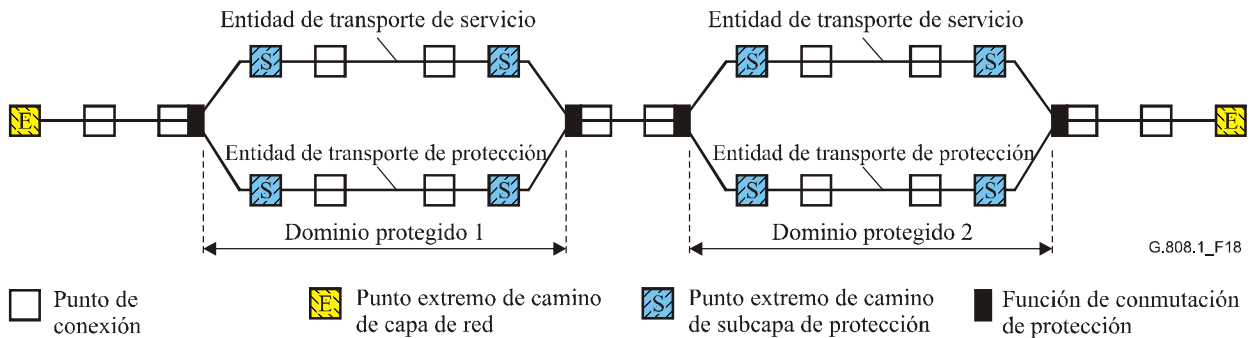 Entidad de transporte de servicio
Entidad de transporte de servicio
S
S
S
S
E
E
Entidad de transporte de protección
Entidad de transporte de protección
S
S
S
S
Dominio protegido 1
Dominio protegido 2
G.808.1_F18
Punto de
conexión
E
Punto extremo de camino
de capa de red
S
Punto extremo de camino
de subcapa de protección
Función de conmutación
de protección